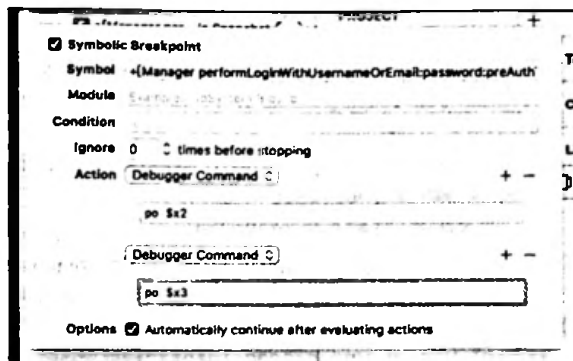 PROJECT
+
Symbolic Breakpoint
Symbol +[Manager performLoginWithUsernameOrEmail:password:preAuth
Module
Condition
Ignore 0 times before stopping
Action Debugger Command + −
po $x2
Debugger Command + −
po $x3
Options Automatically continue after evaluating actions